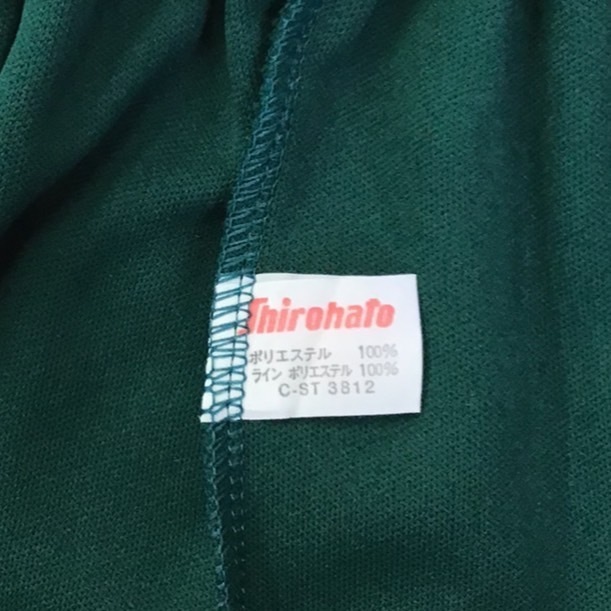 Shirohato
ポリエステル 100%
ライン ポリエステル 100%
C-ST 3812